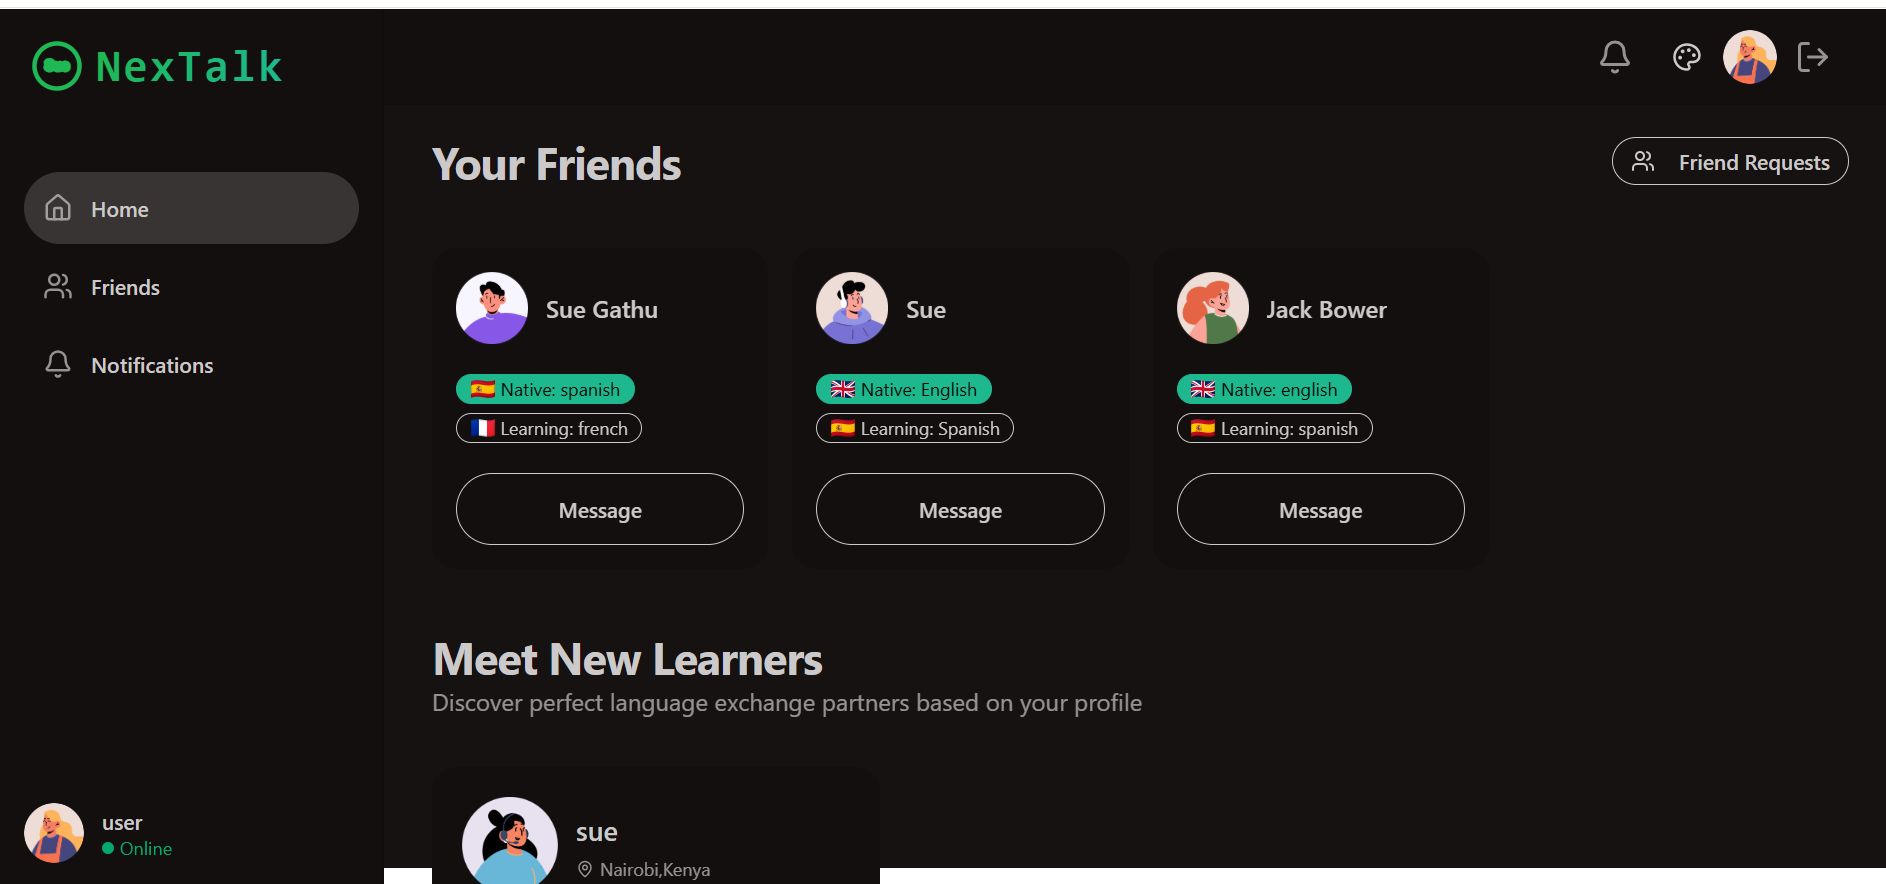 NexTalk
Home
Friends
Notifications
user
Online
Your Friends
Friend Requests
Sue Gathu
Native: spanish
Learning: french
Message
Sue
Native: English
Learning: Spanish
Message
Jack Bower
Native: english
Learning: spanish
Message
Meet New Learners
Discover perfect language exchange partners based on your profile
sue
Nairobi,Kenya